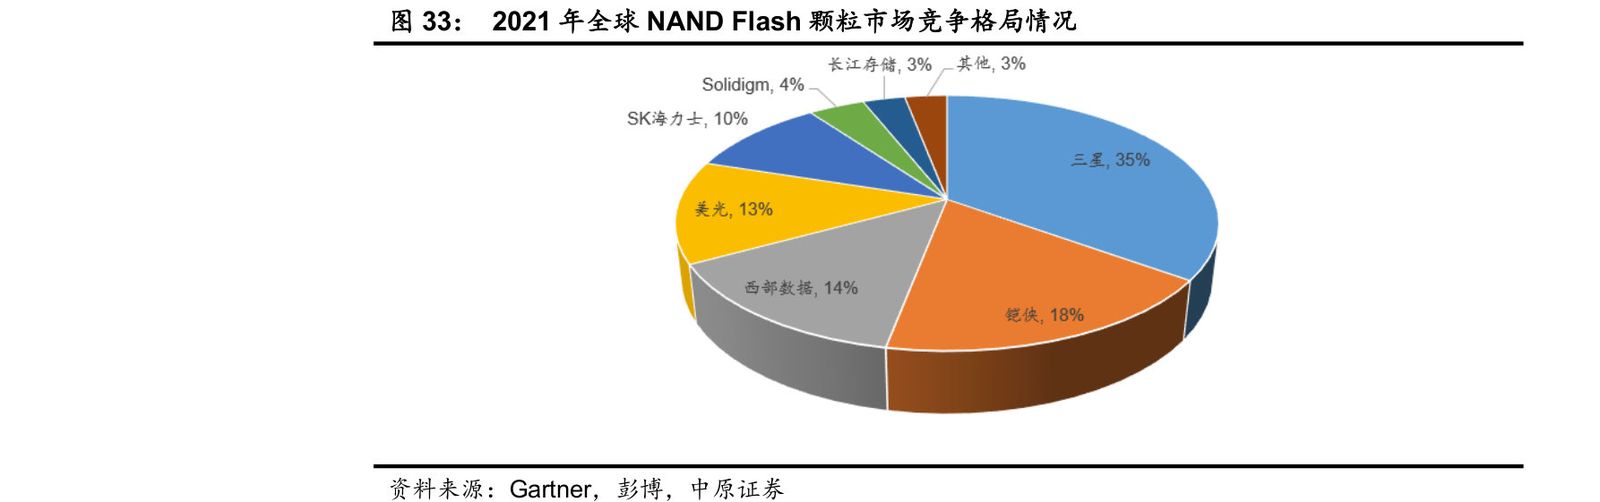 图 33： 2021 年全球 NAND Flash 颗粒市场竞争格局情况
长江存储, 3%
其他, 3%
Solidigm, 4%
SK海力士, 10%
三星, 35%
美光, 13%
西部数据, 14%
铠侠, 18%
资料来源：Gartner，彭博，中原证券